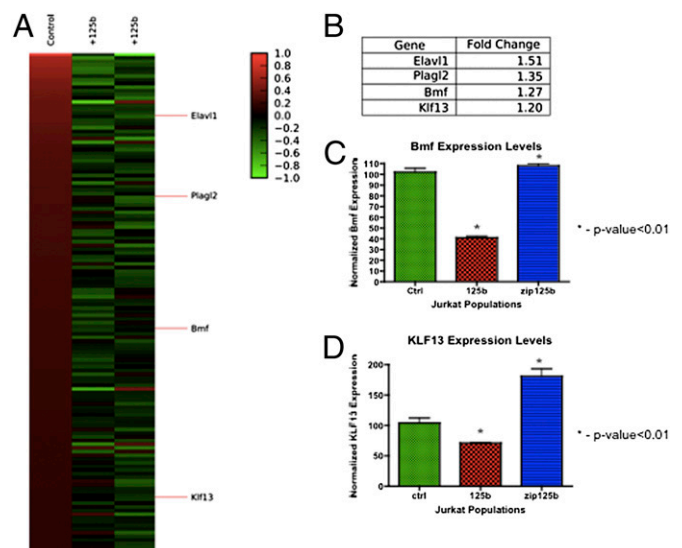 A
Control
+125b
+125b
1.0
0.8
0.6
0.4
0.2
0.0
−0.2
−0.4
−0.6
−0.8
−1.0
Elavl1
Plagl2
Bmf
Klf13
B
Gene Fold Change
Elavl1 1.51
Plagl2 1.35
Bmf 1.27
Klf13 1.20
C
Bmf Expression Levels
Normalized Bmf Expression
110
100
90
80
70
60
50
40
30
20
10
0
*
*
Ctrl 125b zip125b
Jurkat Populations
* - p-value<0.01
D
KLF13 Expression Levels
Normalized KLF13 Expression
200
150
100
50
0
*
*
ctrl 125b zip125b
Jurkat Populations
* - p-value<0.01